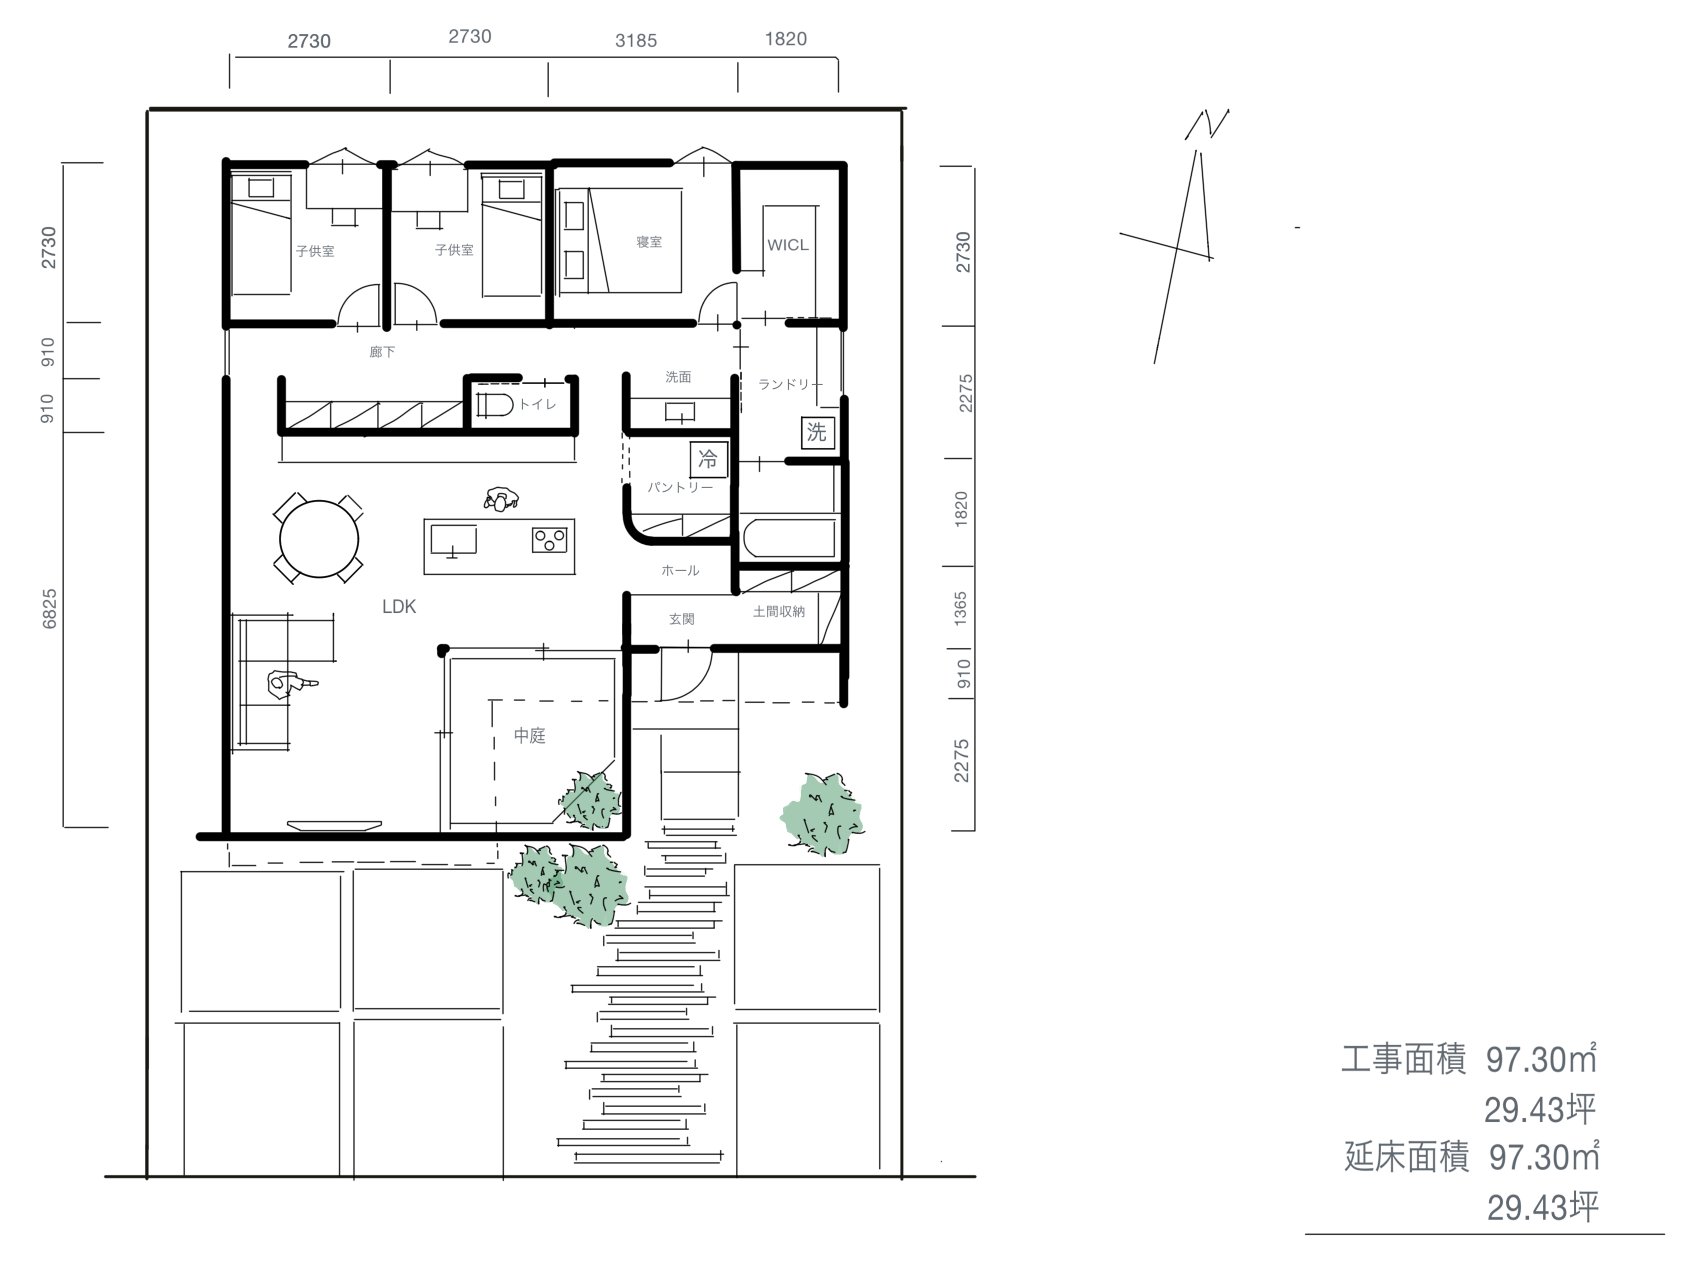 2730
2730
3185
1820
N
2730
910
910
6825
2730
2275
1820
1365
910
2275
子供室
子供室
寝室
WICL
廊下
洗面
ランドリー
トイレ
洗
冷
パントリー
ホール
LDK
玄関
土間収納
中庭
工事面積 97.30㎡
29.43坪
延床面積 97.30㎡
29.43坪